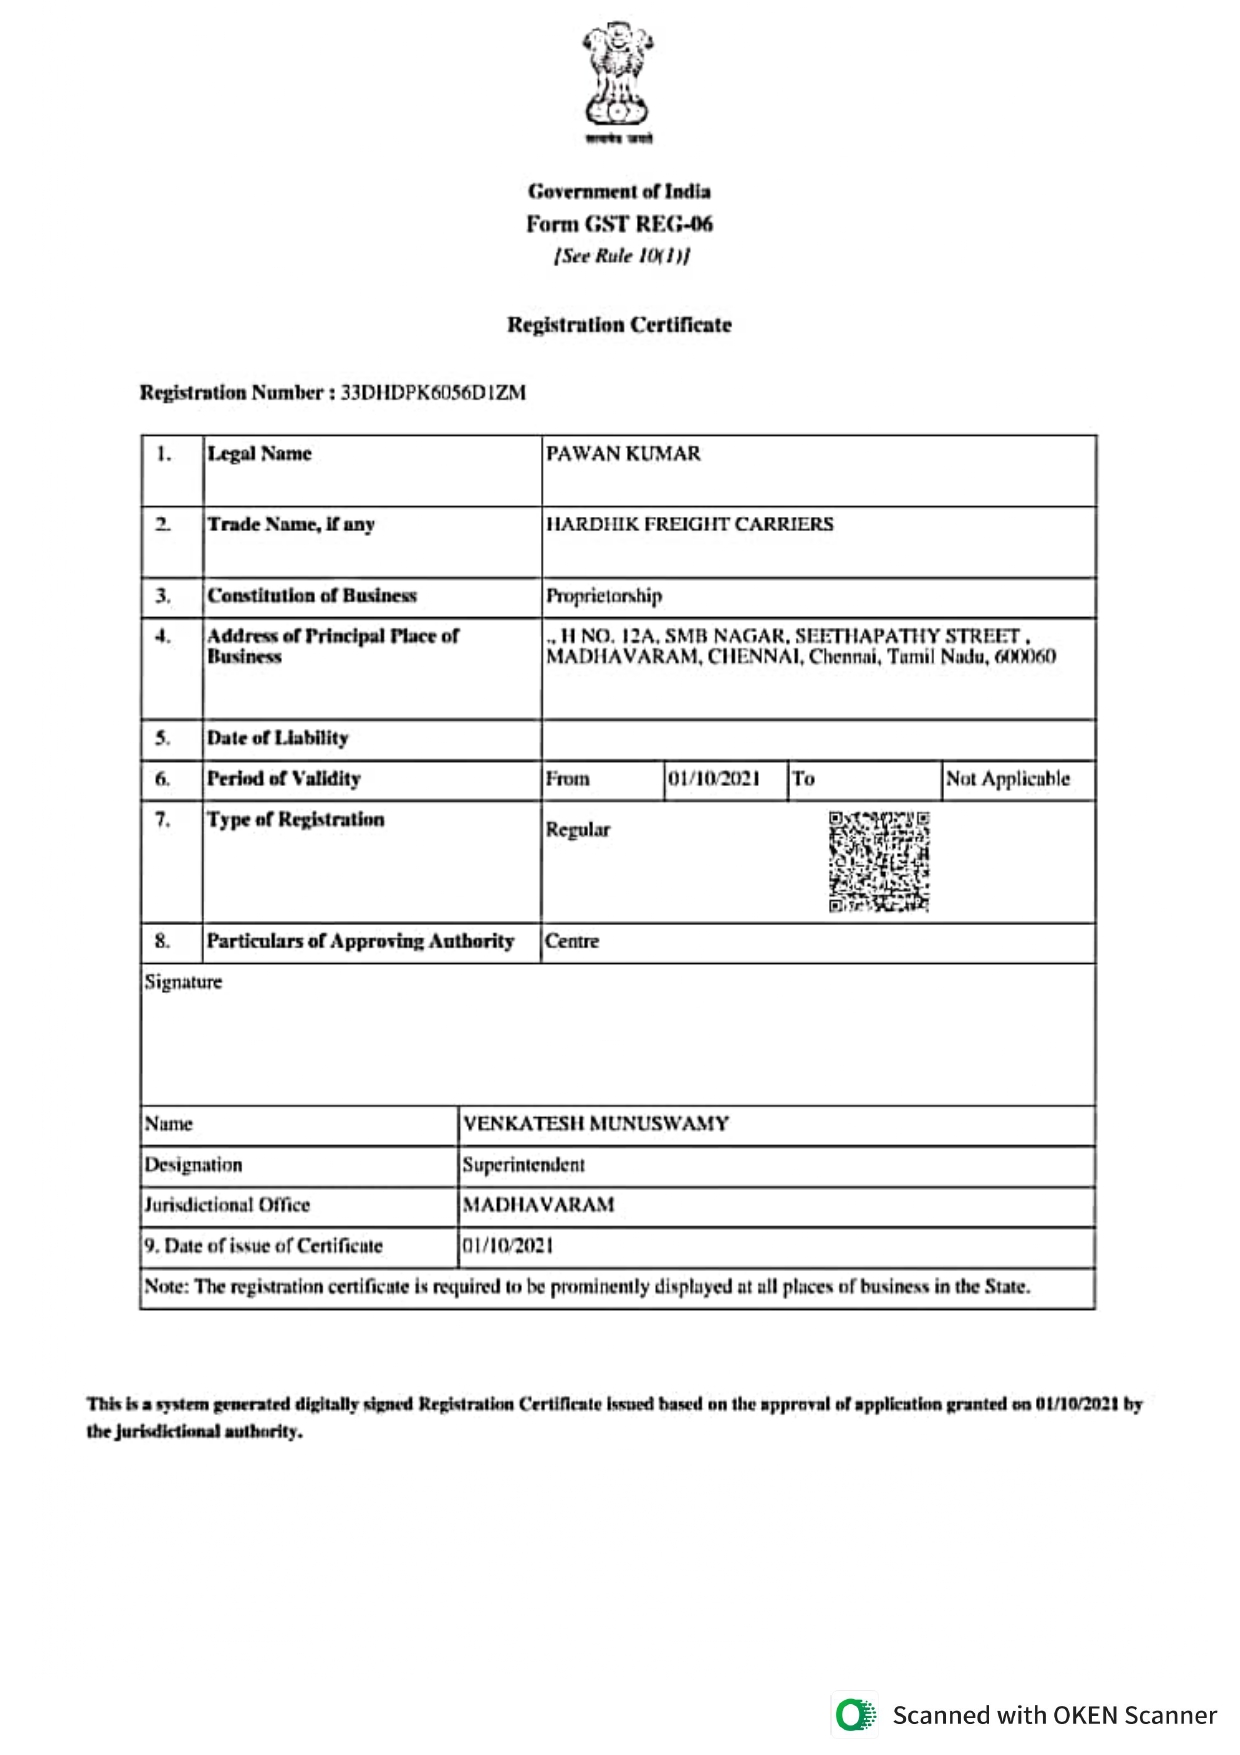 सत्यमेव जयते
Government of India
Form GST REG-06
[See Rule 10(1)]
Registration Certificate
Registration Number : 33DHDPK6056D1ZM
1. Legal Name PAWAN KUMAR
2. Trade Name, if any HARDHIK FREIGHT CARRIERS
3. Constitution of Business Proprietorship
4. Address of Principal Place of Business ., H NO. 12A, SMB NAGAR, SEETHAPATHY STREET , MADHAVARAM, CHENNAI, Chennai, Tamil Nadu, 600060
5. Date of Liability
6. Period of Validity From 01/10/2021 To Not Applicable
7. Type of Registration Regular
8. Particulars of Approving Authority Centre
Signature
Name VENKATESH MUNUSWAMY
Designation Superintendent
Jurisdictional Office MADHAVARAM
9. Date of issue of Certificate 01/10/2021
Note: The registration certificate is required to be prominently displayed at all places of business in the State.
This is a system generated digitally signed Registration Certificate issued based on the approval of application granted on 01/10/2021 by
the jurisdictional authority.
Scanned with OKEN Scanner